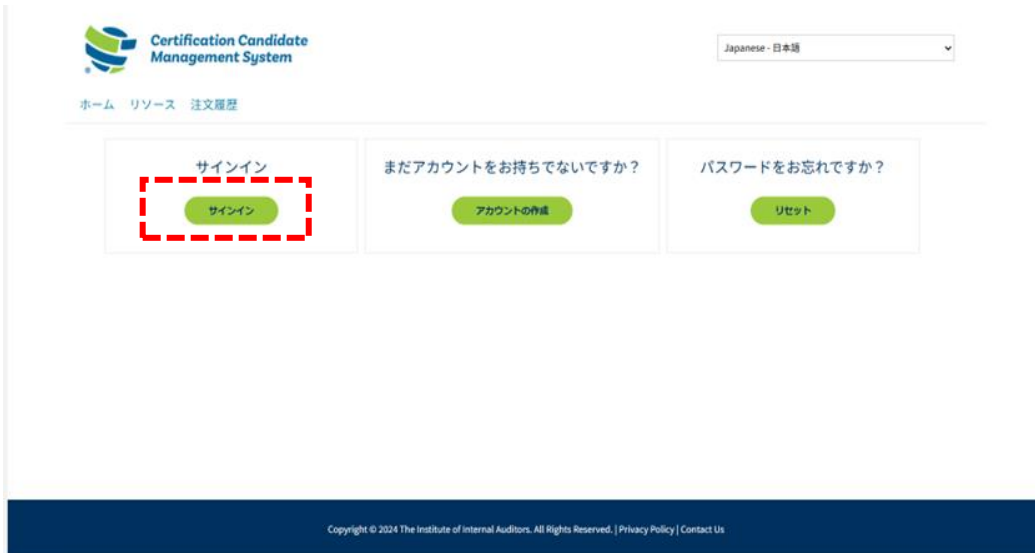 Certification Candidate
Management System
Japanese - 日本語
ホーム リソース 注文履歴
サインイン
まだアカウントをお持ちでないですか？
パスワードをお忘れですか？
サインイン
アカウントの作成
リセット
Copyright © 2024 The Institute of Internal Auditors. All Rights Reserved. | Privacy Policy | Contact Us